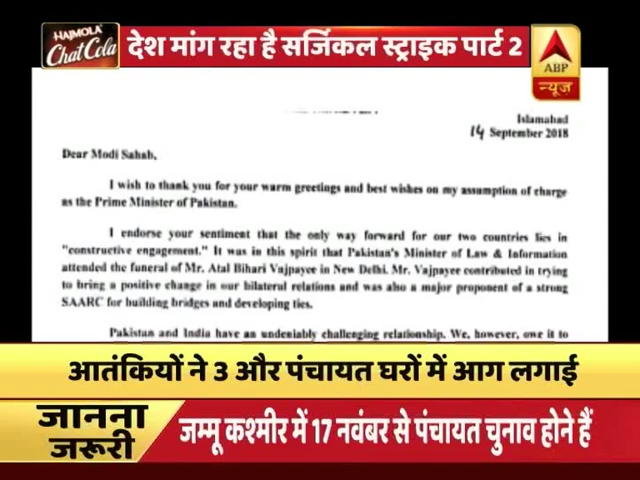 HAJMOLA
Chat Cola
देश मांग रहा है सर्जिकल स्ट्राइक पार्ट 2
ABP
न्यूज़
Islamabad
14 September 2018
Dear Modi Sahab,
I wish to thank you for your warm greetings and best wishes on my assumption of charge
as the Prime Minister of Pakistan.
I endorse your sentiment that the only way forward for our two countries lies in
"constructive engagement." It was in this spirit that Pakistan's Minister of Law & Information
attended the funeral of Mr. Atal Bihari Vajpayee in New Delhi. Mr. Vajpayee contributed in trying
to bring a positive change in our bilateral relations and was also a major proponent of a strong
SAARC for building bridges and developing ties.
Pakistan and India have an undeniably challenging relationship. We, however, owe it to
आतंकियों ने 3 और पंचायत घरों में आग लगाई
जानना
जरूरी
जम्मू कश्मीर में 17 नवंबर से पंचायत चुनाव होने हैं